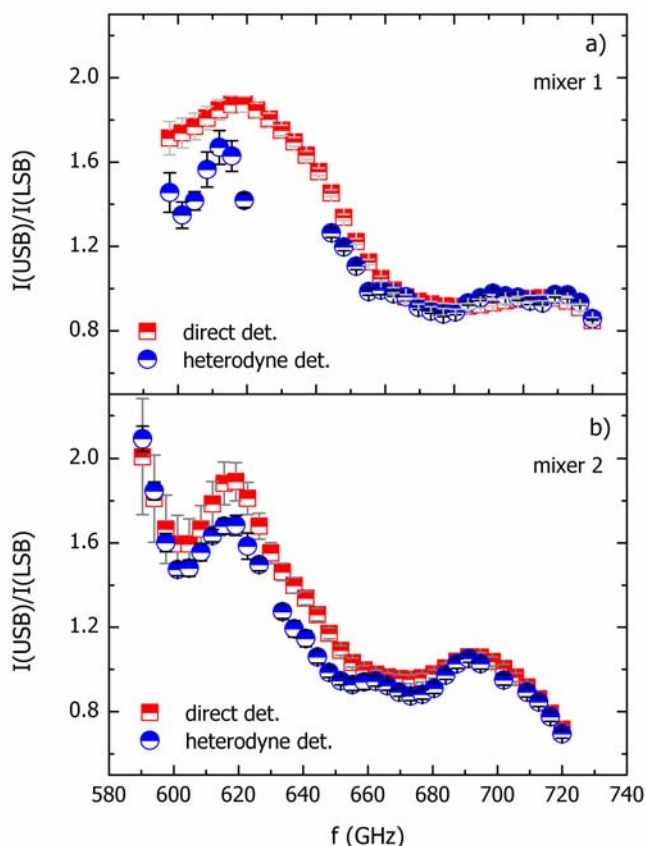 a)
mixer 1
2.0
1.6
1.2
0.8
I(USB)/I(LSB)
direct det.
heterodyne det.
b)
mixer 2
2.0
1.6
1.2
0.8
I(USB)/I(LSB)
direct det.
heterodyne det.
580 600 620 640 660 680 700 720 740
f (GHz)